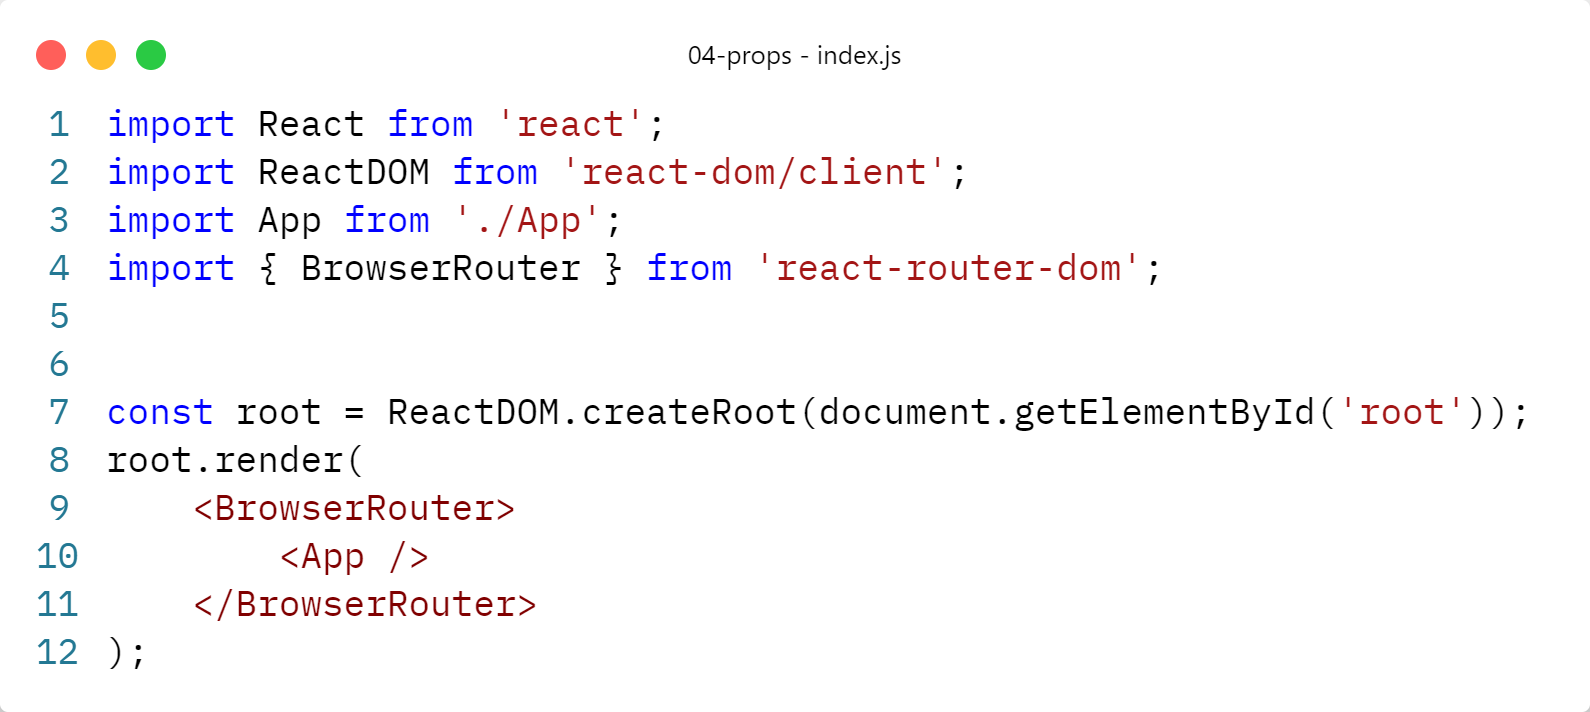 04-props - index.js
1 import React from 'react';
2 import ReactDOM from 'react-dom/client';
3 import App from './App';
4 import { BrowserRouter } from 'react-router-dom';
5
6
7 const root = ReactDOM.createRoot(document.getElementById('root'));
8 root.render(
9     <BrowserRouter>
10         <App />
11     </BrowserRouter>
12 );